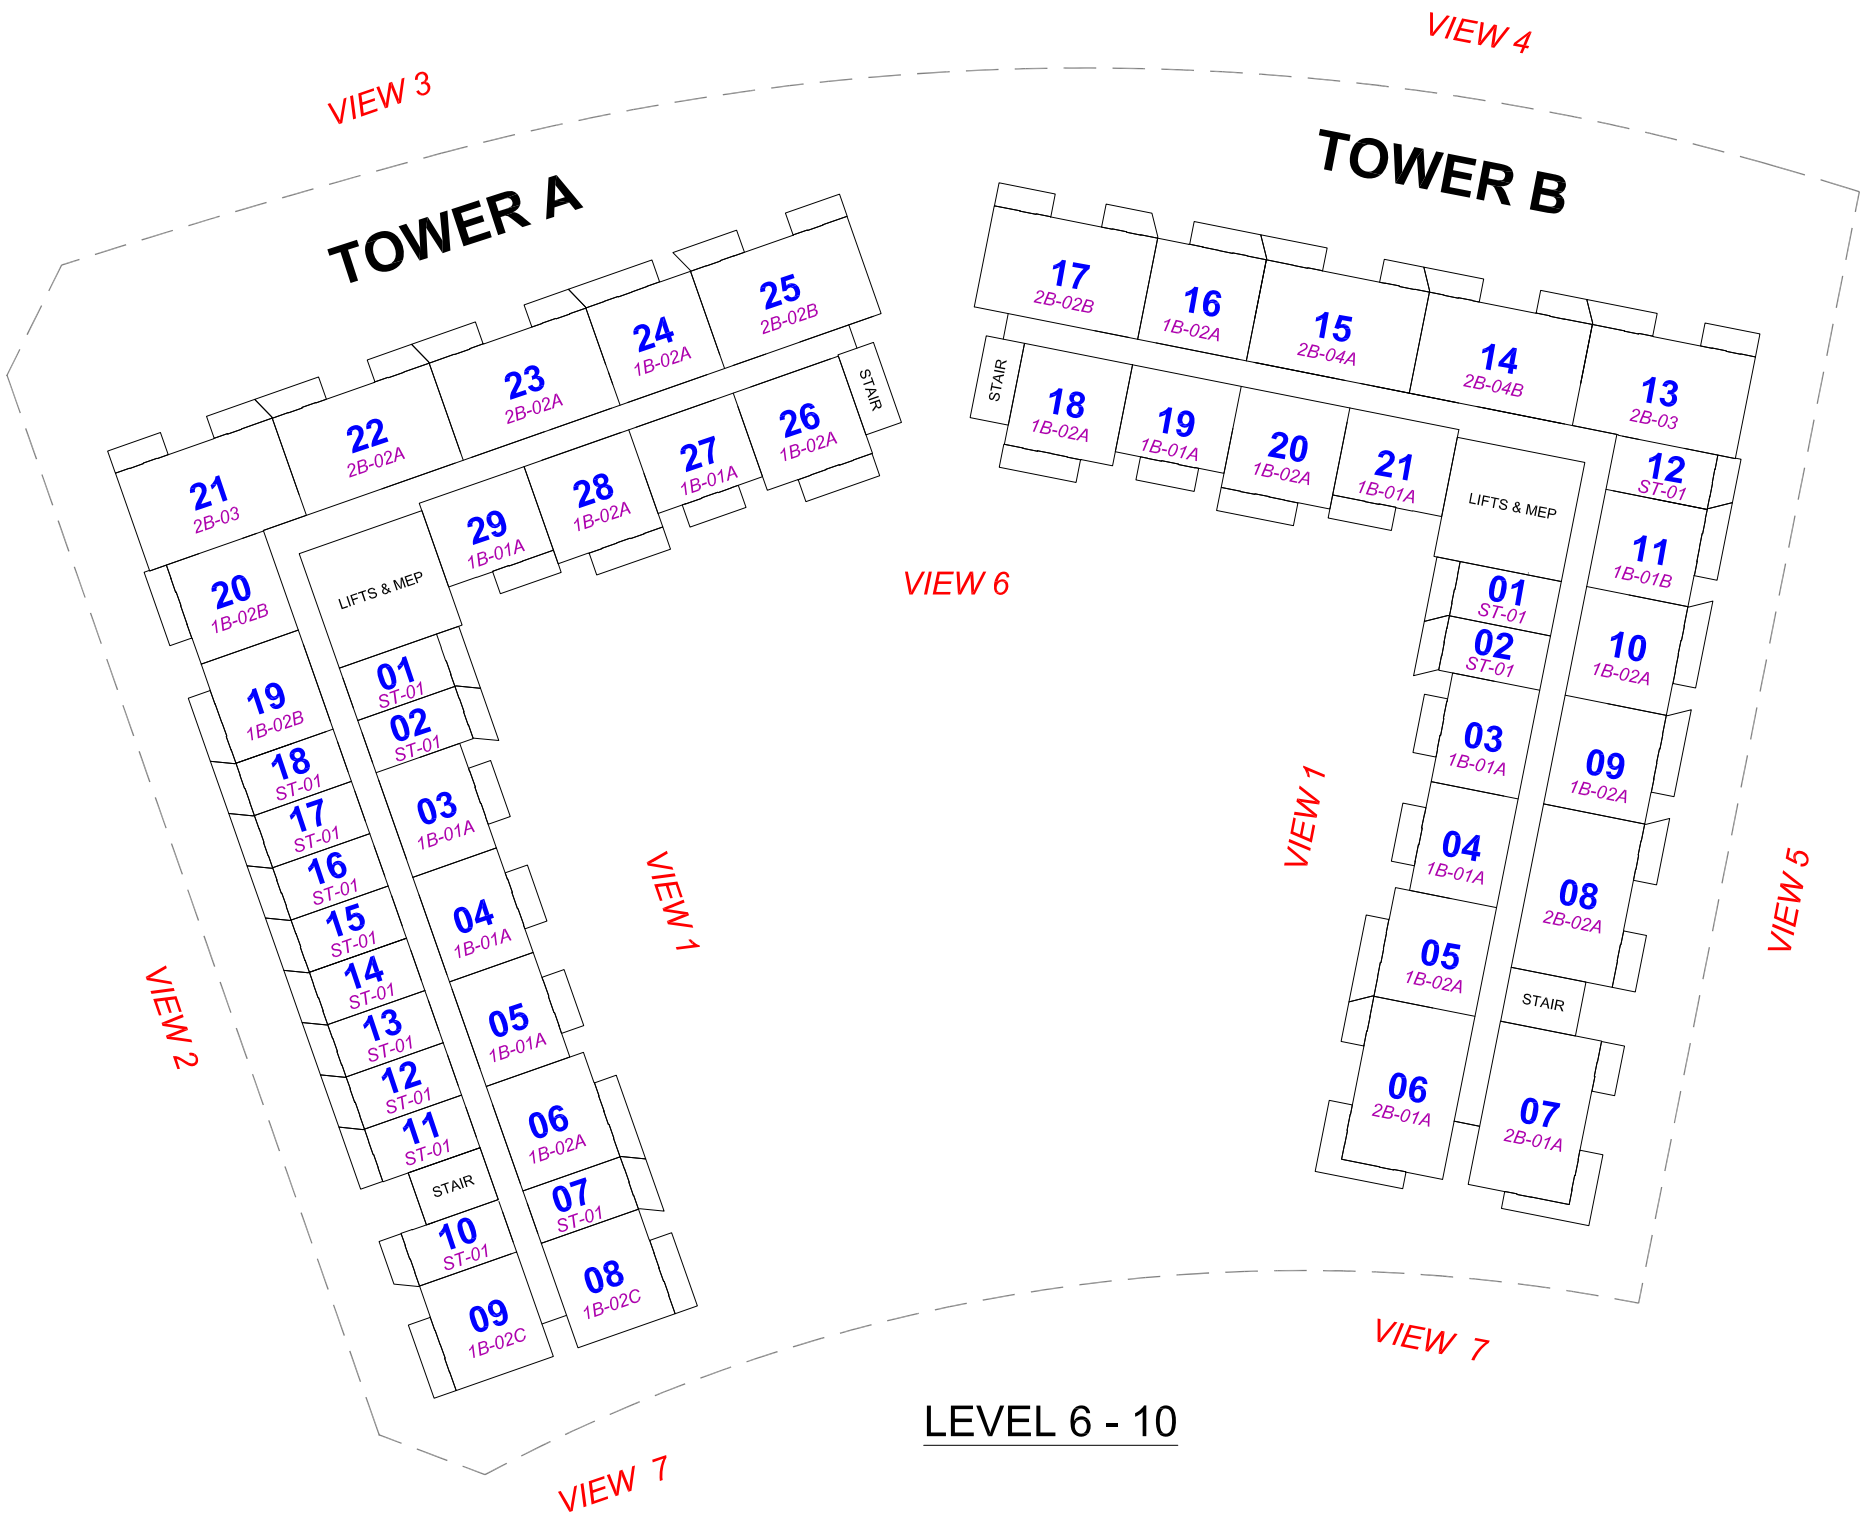 VIEW 4
VIEW 3
TOWER B
TOWER A
25
2B-02B
24
1B-02A
23
2B-02A
22
2B-02A
21
2B-03
STAIR
26
1B-02A
27
1B-01A
28
1B-02A
29
1B-01A
LIFTS & MEP
20
1B-02B
19
1B-02B
18
ST-01
17
ST-01
16
ST-01
15
ST-01
14
ST-01
13
ST-01
12
ST-01
11
ST-01
STAIR
10
ST-01
09
1B-02C
01
ST-01
02
ST-01
03
1B-01A
04
1B-01A
05
1B-01A
06
1B-02A
07
ST-01
08
1B-02C
VIEW 2
VIEW 1
VIEW 6
17
2B-02B
16
1B-02A
15
2B-04A
14
2B-04B
13
2B-03
STAIR
18
1B-02A
19
1B-01A
20
1B-02A
21
1B-01A
LIFTS & MEP
12
ST-01
11
1B-01B
10
1B-02A
09
1B-02A
08
2B-02A
STAIR
07
2B-01A
01
ST-01
02
ST-01
03
1B-01A
04
1B-01A
05
1B-02A
06
2B-01A
VIEW 1
VIEW 5
VIEW 7
LEVEL 6 - 10
VIEW 7